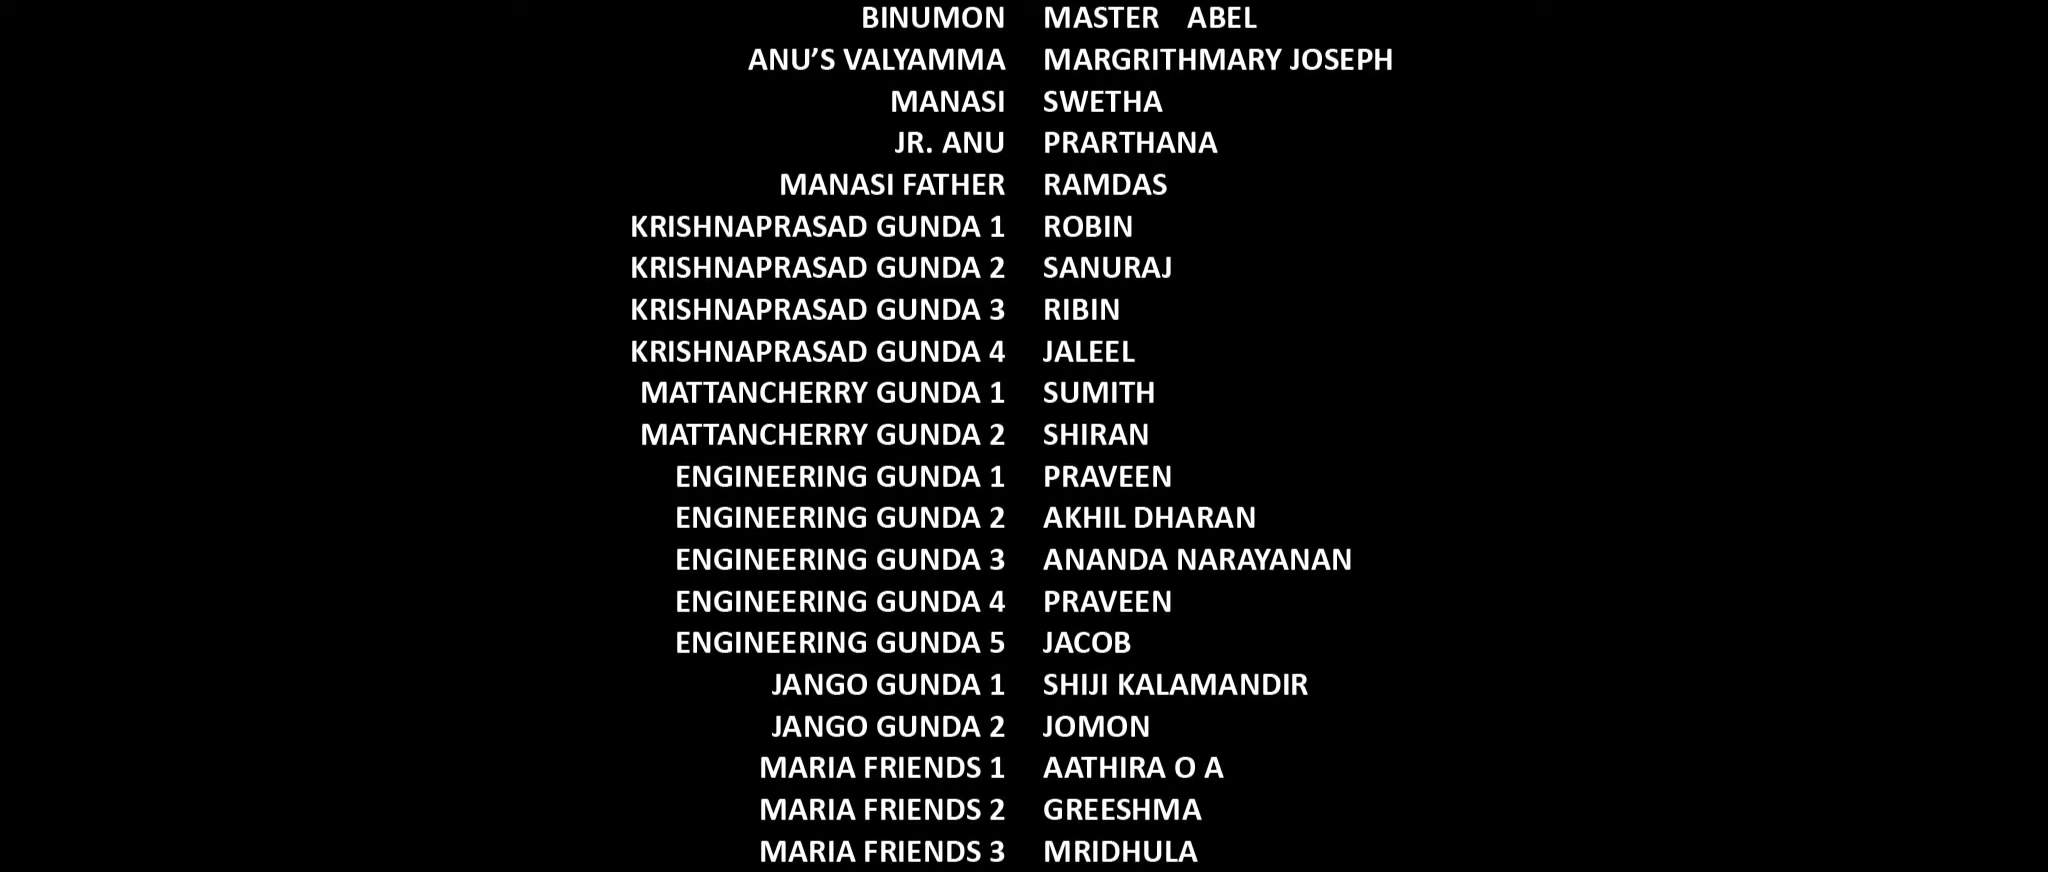 BINUMON MASTER ABEL
ANU’S VALYAMMA MARGRITHMARY JOSEPH
MANASI SWETHA
JR. ANU PRARTHANA
MANASI FATHER RAMDAS
KRISHNAPRASAD GUNDA 1 ROBIN
KRISHNAPRASAD GUNDA 2 SANURAJ
KRISHNAPRASAD GUNDA 3 RIBIN
KRISHNAPRASAD GUNDA 4 JALEEL
MATTANCHERRY GUNDA 1 SUMITH
MATTANCHERRY GUNDA 2 SHIRAN
ENGINEERING GUNDA 1 PRAVEEN
ENGINEERING GUNDA 2 AKHIL DHARAN
ENGINEERING GUNDA 3 ANANDA NARAYANAN
ENGINEERING GUNDA 4 PRAVEEN
ENGINEERING GUNDA 5 JACOB
JANGO GUNDA 1 SHIJI KALAMANDIR
JANGO GUNDA 2 JOMON
MARIA FRIENDS 1 AATHIRA O A
MARIA FRIENDS 2 GREESHMA
MARIA FRIENDS 3 MRIDHULA